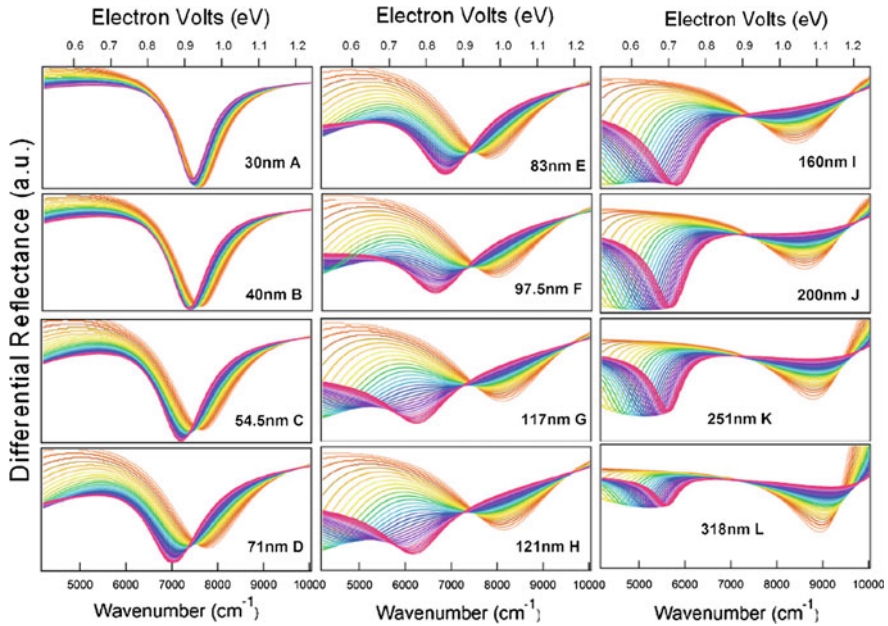 Electron Volts (eV) Electron Volts (eV) Electron Volts (eV)
0.6 0.7 0.8 0.9 1.0 1.1 1.2 0.6 0.7 0.8 0.9 1.0 1.1 1.2 0.6 0.7 0.8 0.9 1.0 1.1 1.2
Differential Reflectance (a.u.)
30nm A 83nm E 160nm I
40nm B 97.5nm F 200nm J
54.5nm C 117nm G 251nm K
71nm D 121nm H 318nm L
5000 6000 7000 8000 9000 10000 5000 6000 7000 8000 9000 10000 5000 6000 7000 8000 9000 10000
Wavenumber (cm⁻¹) Wavenumber (cm⁻¹) Wavenumber (cm⁻¹)